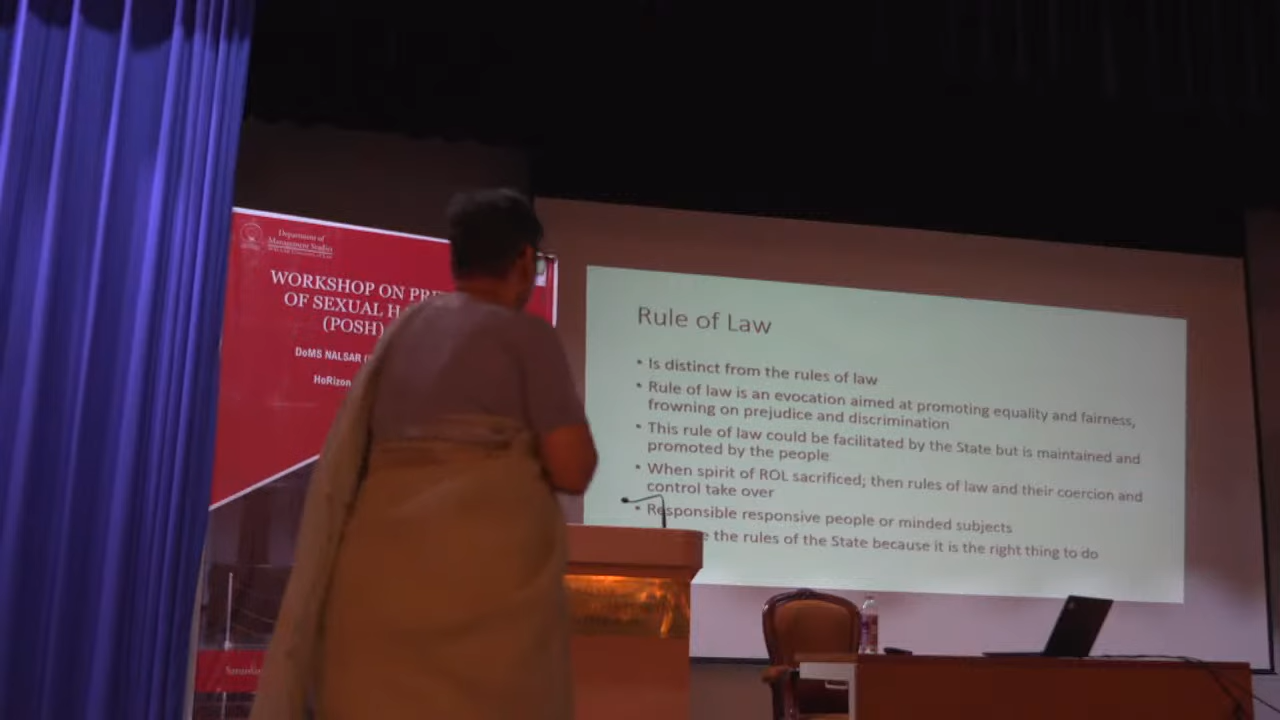 Department of
Management Studies
WORKSHOP ON
OF SEXUAL
(POSH)
DoMS NALSAR
HoRizon
Rule of Law
• Is distinct from the rules of law
• Rule of law is an evocation aimed at promoting equality and fairness,
frowning on prejudice and discrimination
• This rule of law could be facilitated by the State but is maintained and
promoted by the people
• When spirit of ROL sacrificed; then rules of law and their coercion and
control take over
• Responsible responsive people or minded subjects
the rules of the State because it is the right thing to do